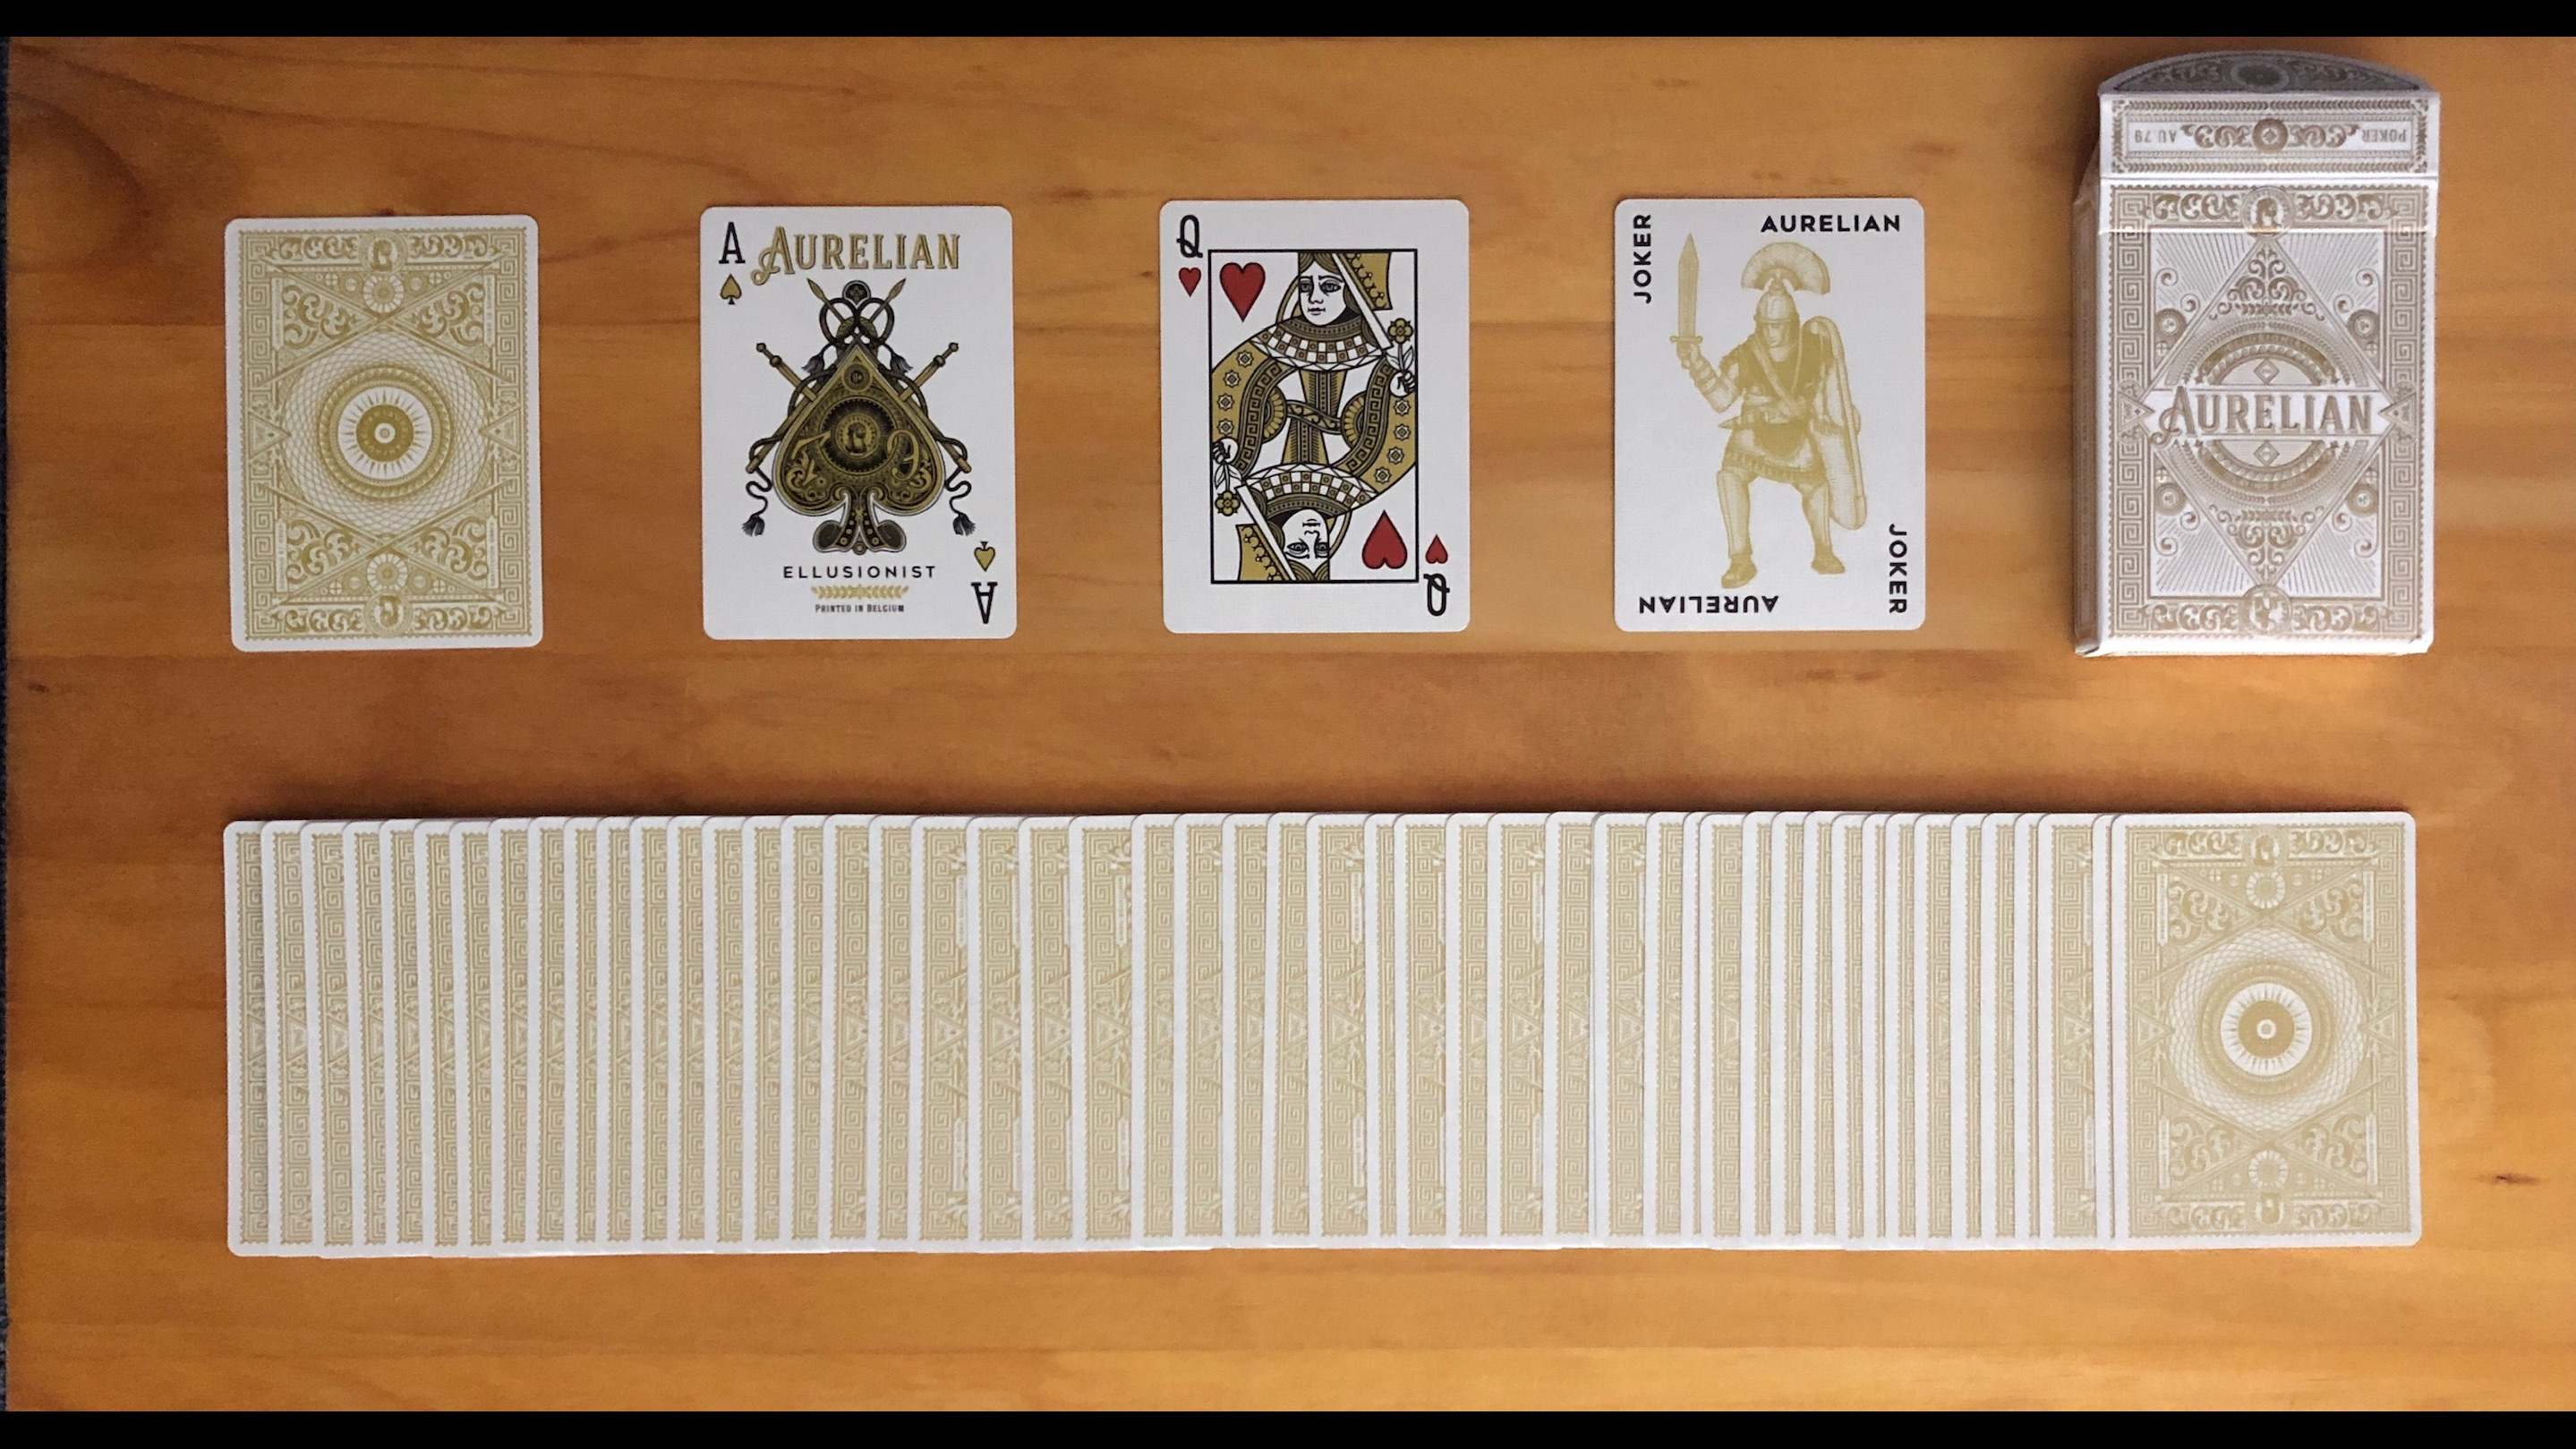 A
AURELIAN
ELLUSIONIST
PRINTED IN BELGIUM
A
Q
Q
JOKER
AURELIAN
AURELIAN
JOKER
POKER
AU 79
AURELIAN